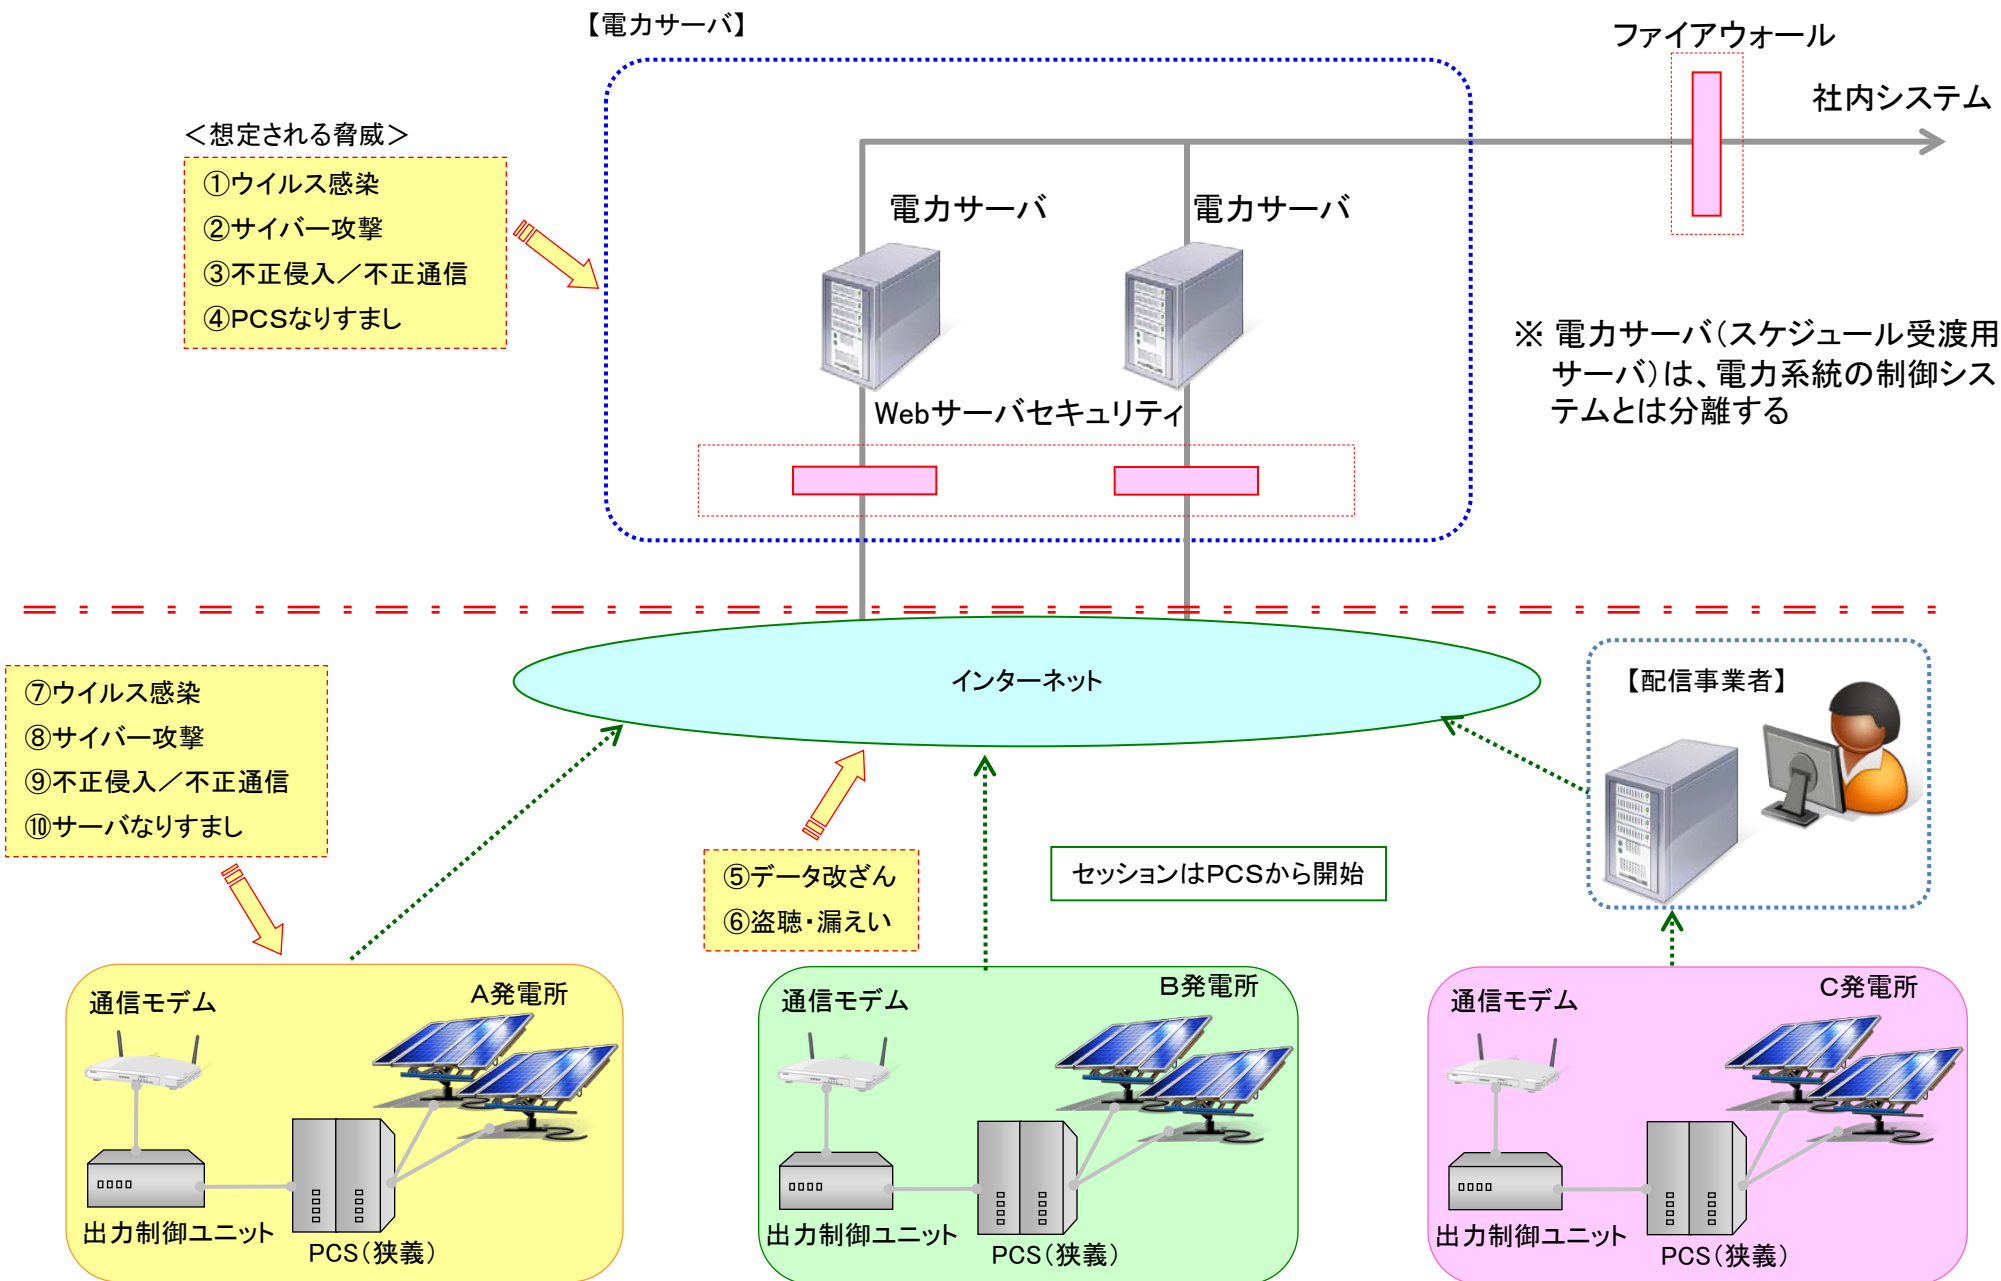 【電力サーバ】
ファイアウォール
社内システム
＜想定される脅威＞
①ウイルス感染
②サイバー攻撃
③不正侵入／不正通信
④PCSなりすまし
電力サーバ
電力サーバ
Webサーバセキュリティ
※ 電力サーバ（スケジュール受渡用
サーバ）は、電力系統の制御シス
テムとは分離する
インターネット
【配信事業者】
⑦ウイルス感染
⑧サイバー攻撃
⑨不正侵入／不正通信
⑩サーバなりすまし
⑤データ改ざん
⑥盗聴・漏えい
セッションはPCSから開始
A発電所
通信モデム
出力制御ユニット
PCS（狭義）
B発電所
通信モデム
出力制御ユニット
PCS（狭義）
C発電所
通信モデム
出力制御ユニット
PCS（狭義）